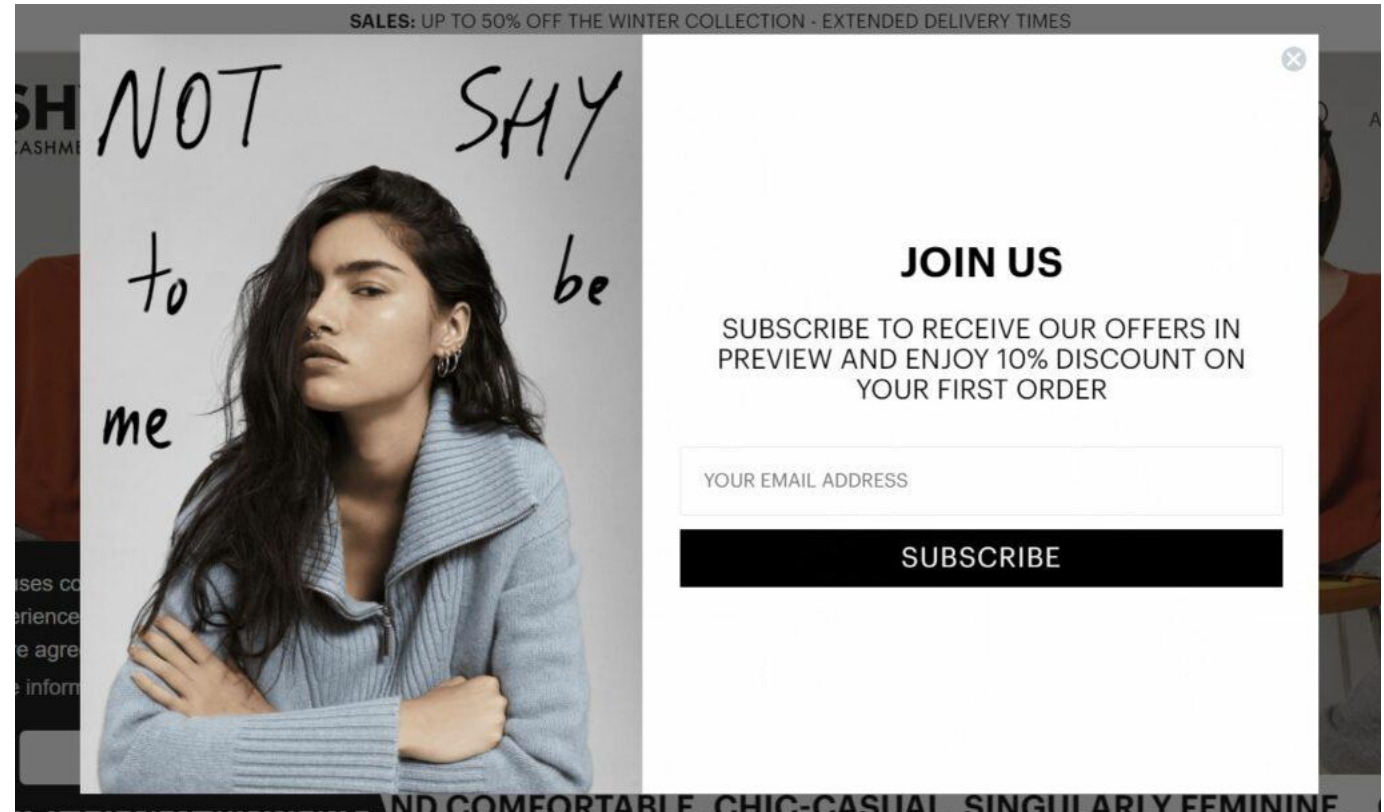 SALES: UP TO 50% OFF THE WINTER COLLECTION - EXTENDED DELIVERY TIMES
NOT SHY
to be
me
JOIN US
SUBSCRIBE TO RECEIVE OUR OFFERS IN
PREVIEW AND ENJOY 10% DISCOUNT ON
YOUR FIRST ORDER
YOUR EMAIL ADDRESS
SUBSCRIBE
AND COMFORTABLE, CHIC-CASUAL, SINGULARLY FEMININE